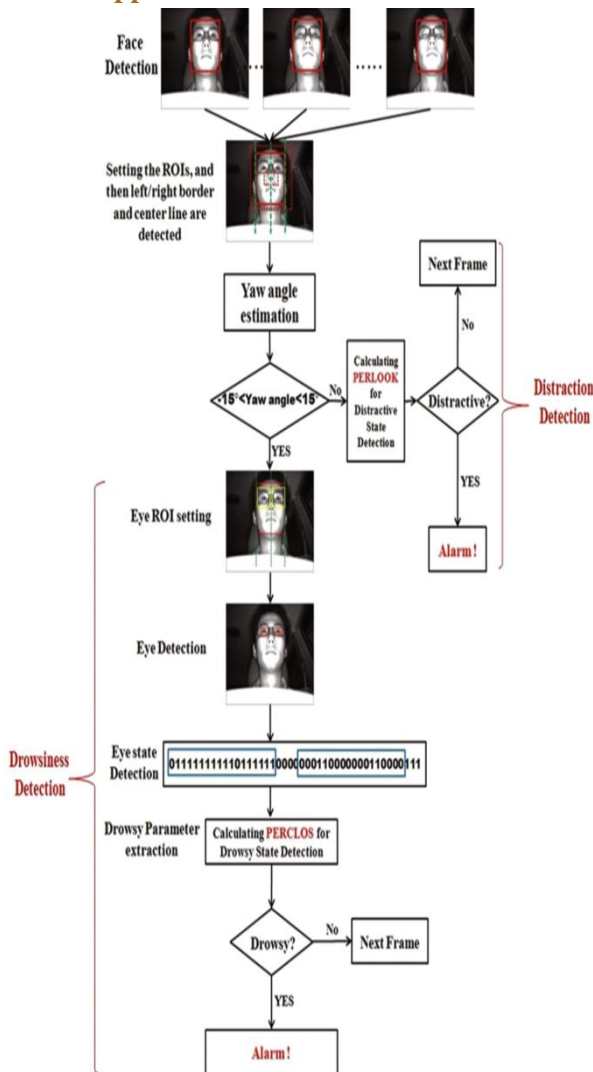 Face
Detection
Setting the ROIs, and
then left/right border
and center line are
detected
Yaw angle
estimation
Next Frame
No
-15°<Yaw angle<15°
No
Calculating
PERLOOK
for
Distractive
State
Detection
Distractive?
Distraction
Detection
YES
YES
Alarm!
Eye ROI setting
Eye Detection
Drowsiness
Detection
Eye state
Detection
Drowsy Parameter
extraction
Calculating PERCLOS for
Drowsy State Detection
Drowsy?
No
Next Frame
YES
Alarm!